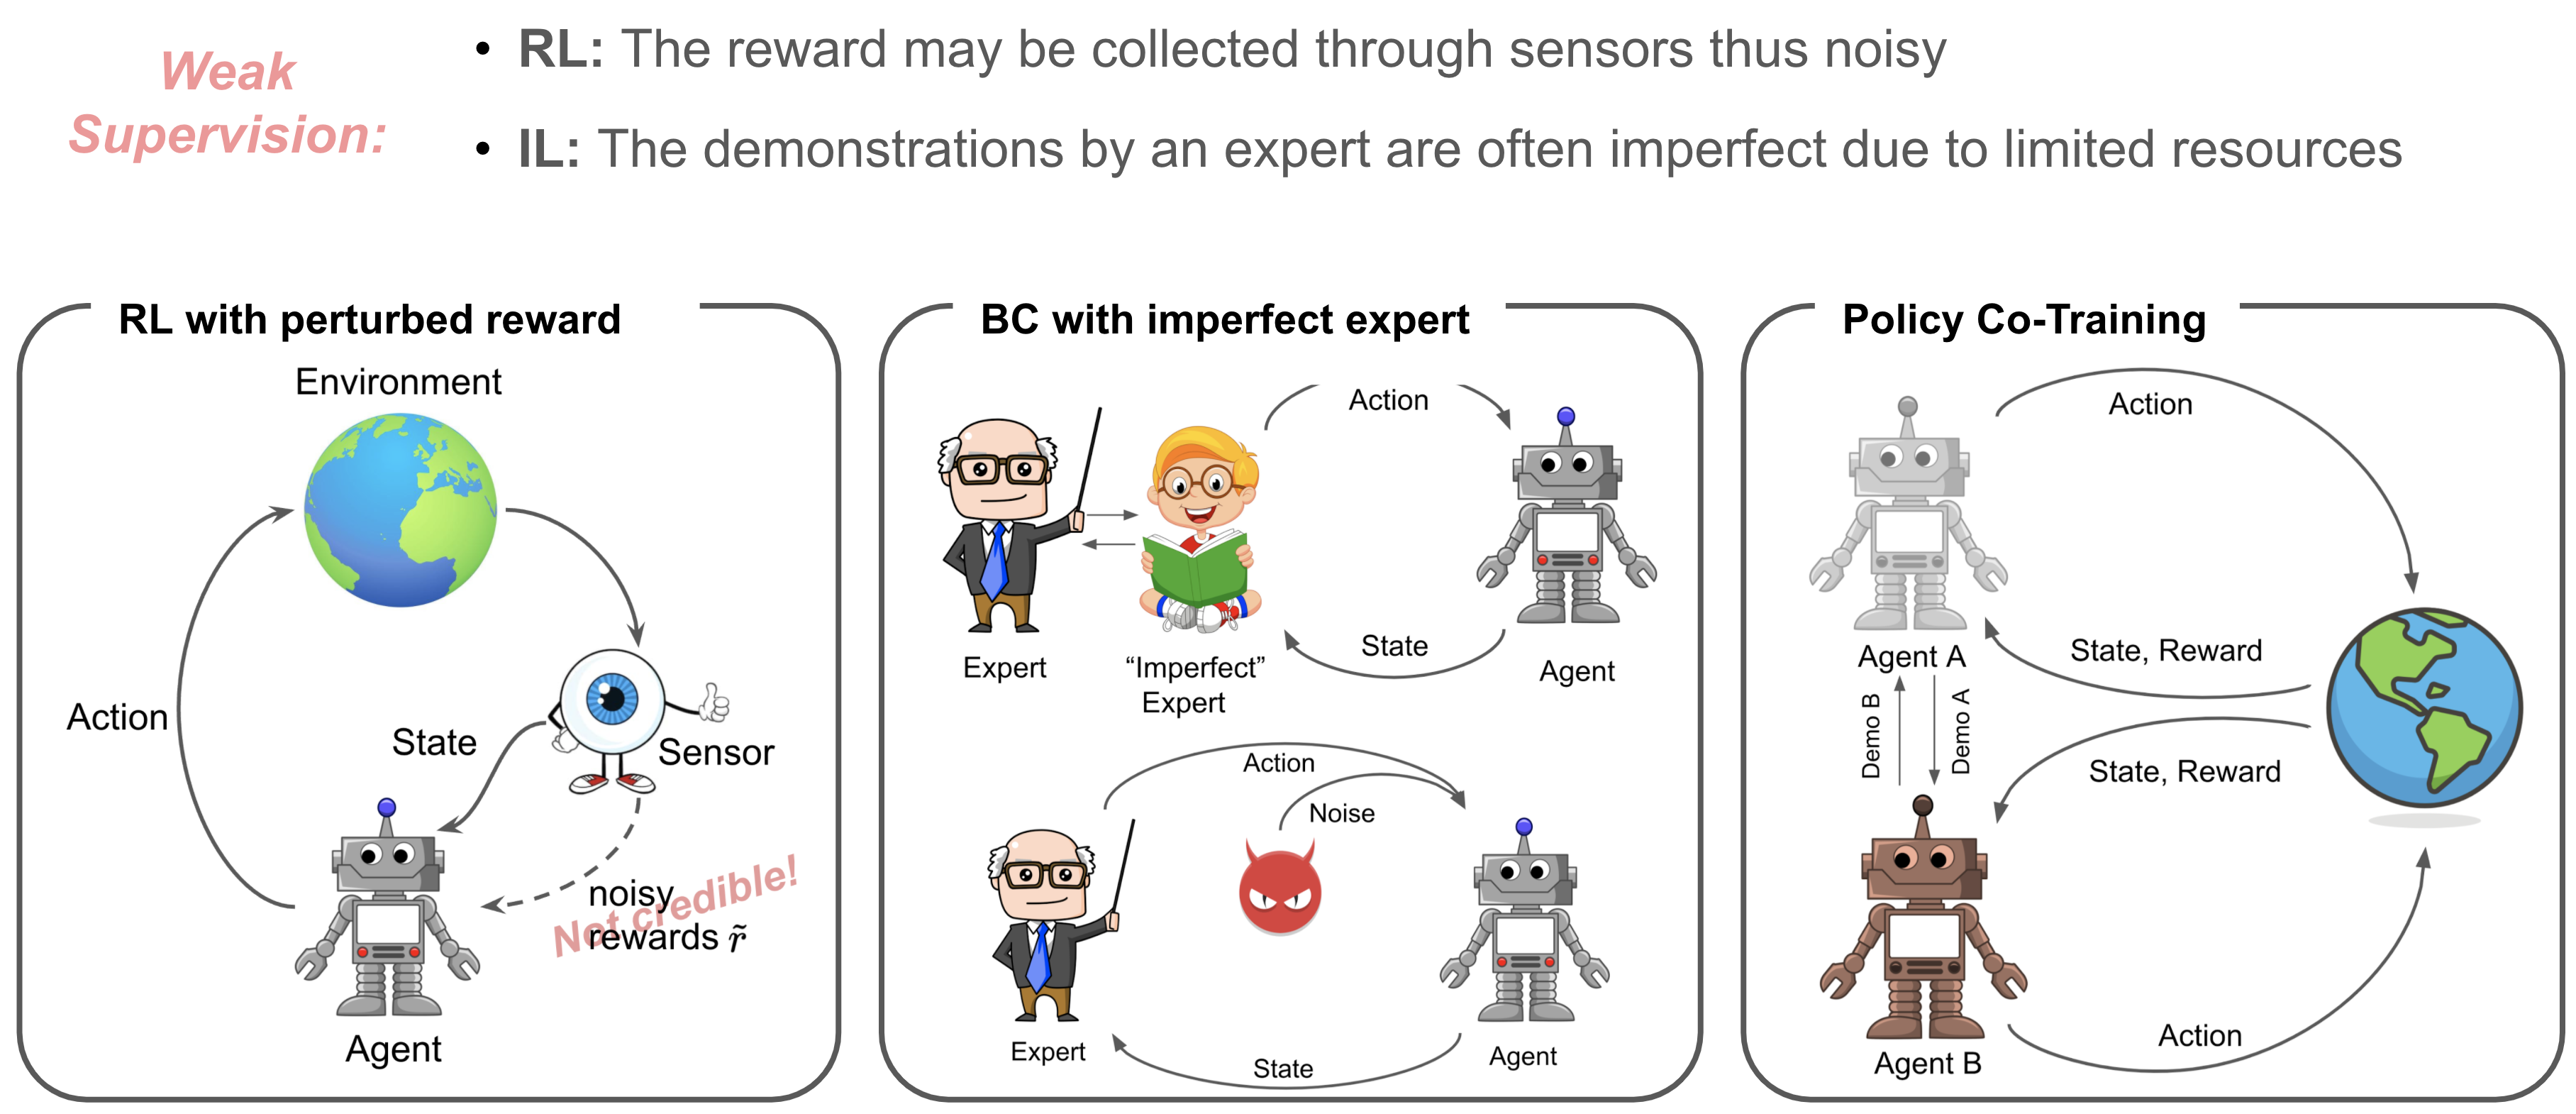 Weak
Supervision:
• RL: The reward may be collected through sensors thus noisy
• IL: The demonstrations by an expert are often imperfect due to limited resources
RL with perturbed reward
Environment
Action
State
Sensor
noisy
rewards r̃
Not credible!
Agent
BC with imperfect expert
Action
Expert
“Imperfect”
Expert
State
Agent
Action
Noise
Expert
State
Agent
Policy Co-Training
Action
Agent A
State, Reward
Demo B
Demo A
State, Reward
Agent B
Action